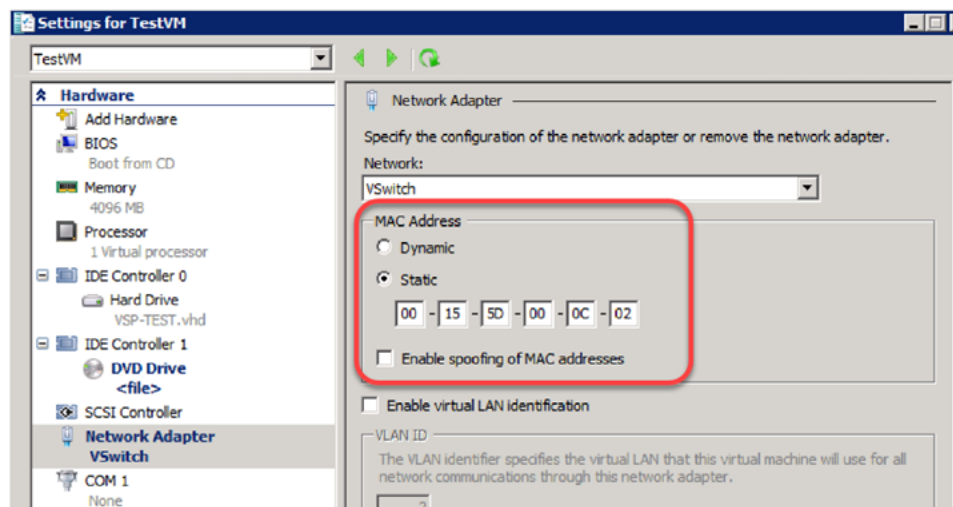 Settings for TestVM
TestVM
Hardware
Add Hardware
BIOS
Boot from CD
Memory
4096 MB
Processor
1 Virtual processor
IDE Controller 0
Hard Drive
VSP-TEST.vhd
IDE Controller 1
DVD Drive
<file>
SCSI Controller
Network Adapter
VSwitch
COM 1
None
Network Adapter
Specify the configuration of the network adapter or remove the network adapter.
Network:
VSwitch
MAC Address
Dynamic
Static
00 - 15 - 5D - 00 - 0C - 02
Enable spoofing of MAC addresses
Enable virtual LAN identification
VLAN ID
The VLAN identifier specifies the virtual LAN that this virtual machine will use for all
network communications through this network adapter.
2